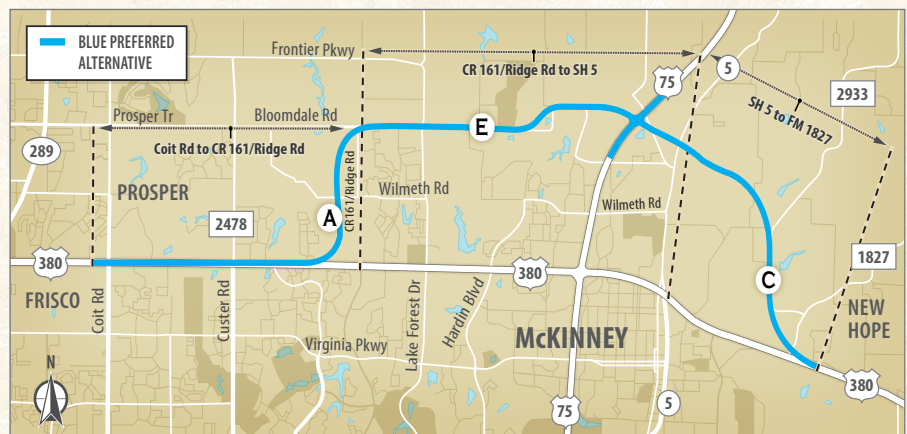 BLUE PREFERRED
ALTERNATIVE
Frontier Pkwy
CR 161/Ridge Rd to SH 5
75
5
2933
SH 5 to FM 1827
Prosper Tr
Bloomdale Rd
E
289
Coit Rd to CR 161/Ridge Rd
CR161/Ridge Rd
PROSPER
Wilmeth Rd
Wilmeth Rd
2478
A
380
380
1827
C
FRISCO
Coit Rd
Custer Rd
Lake Forest Dr
Hardin Blvd
NEW
HOPE
McKINNEY
Virginia Pkwy
N
75
5
380